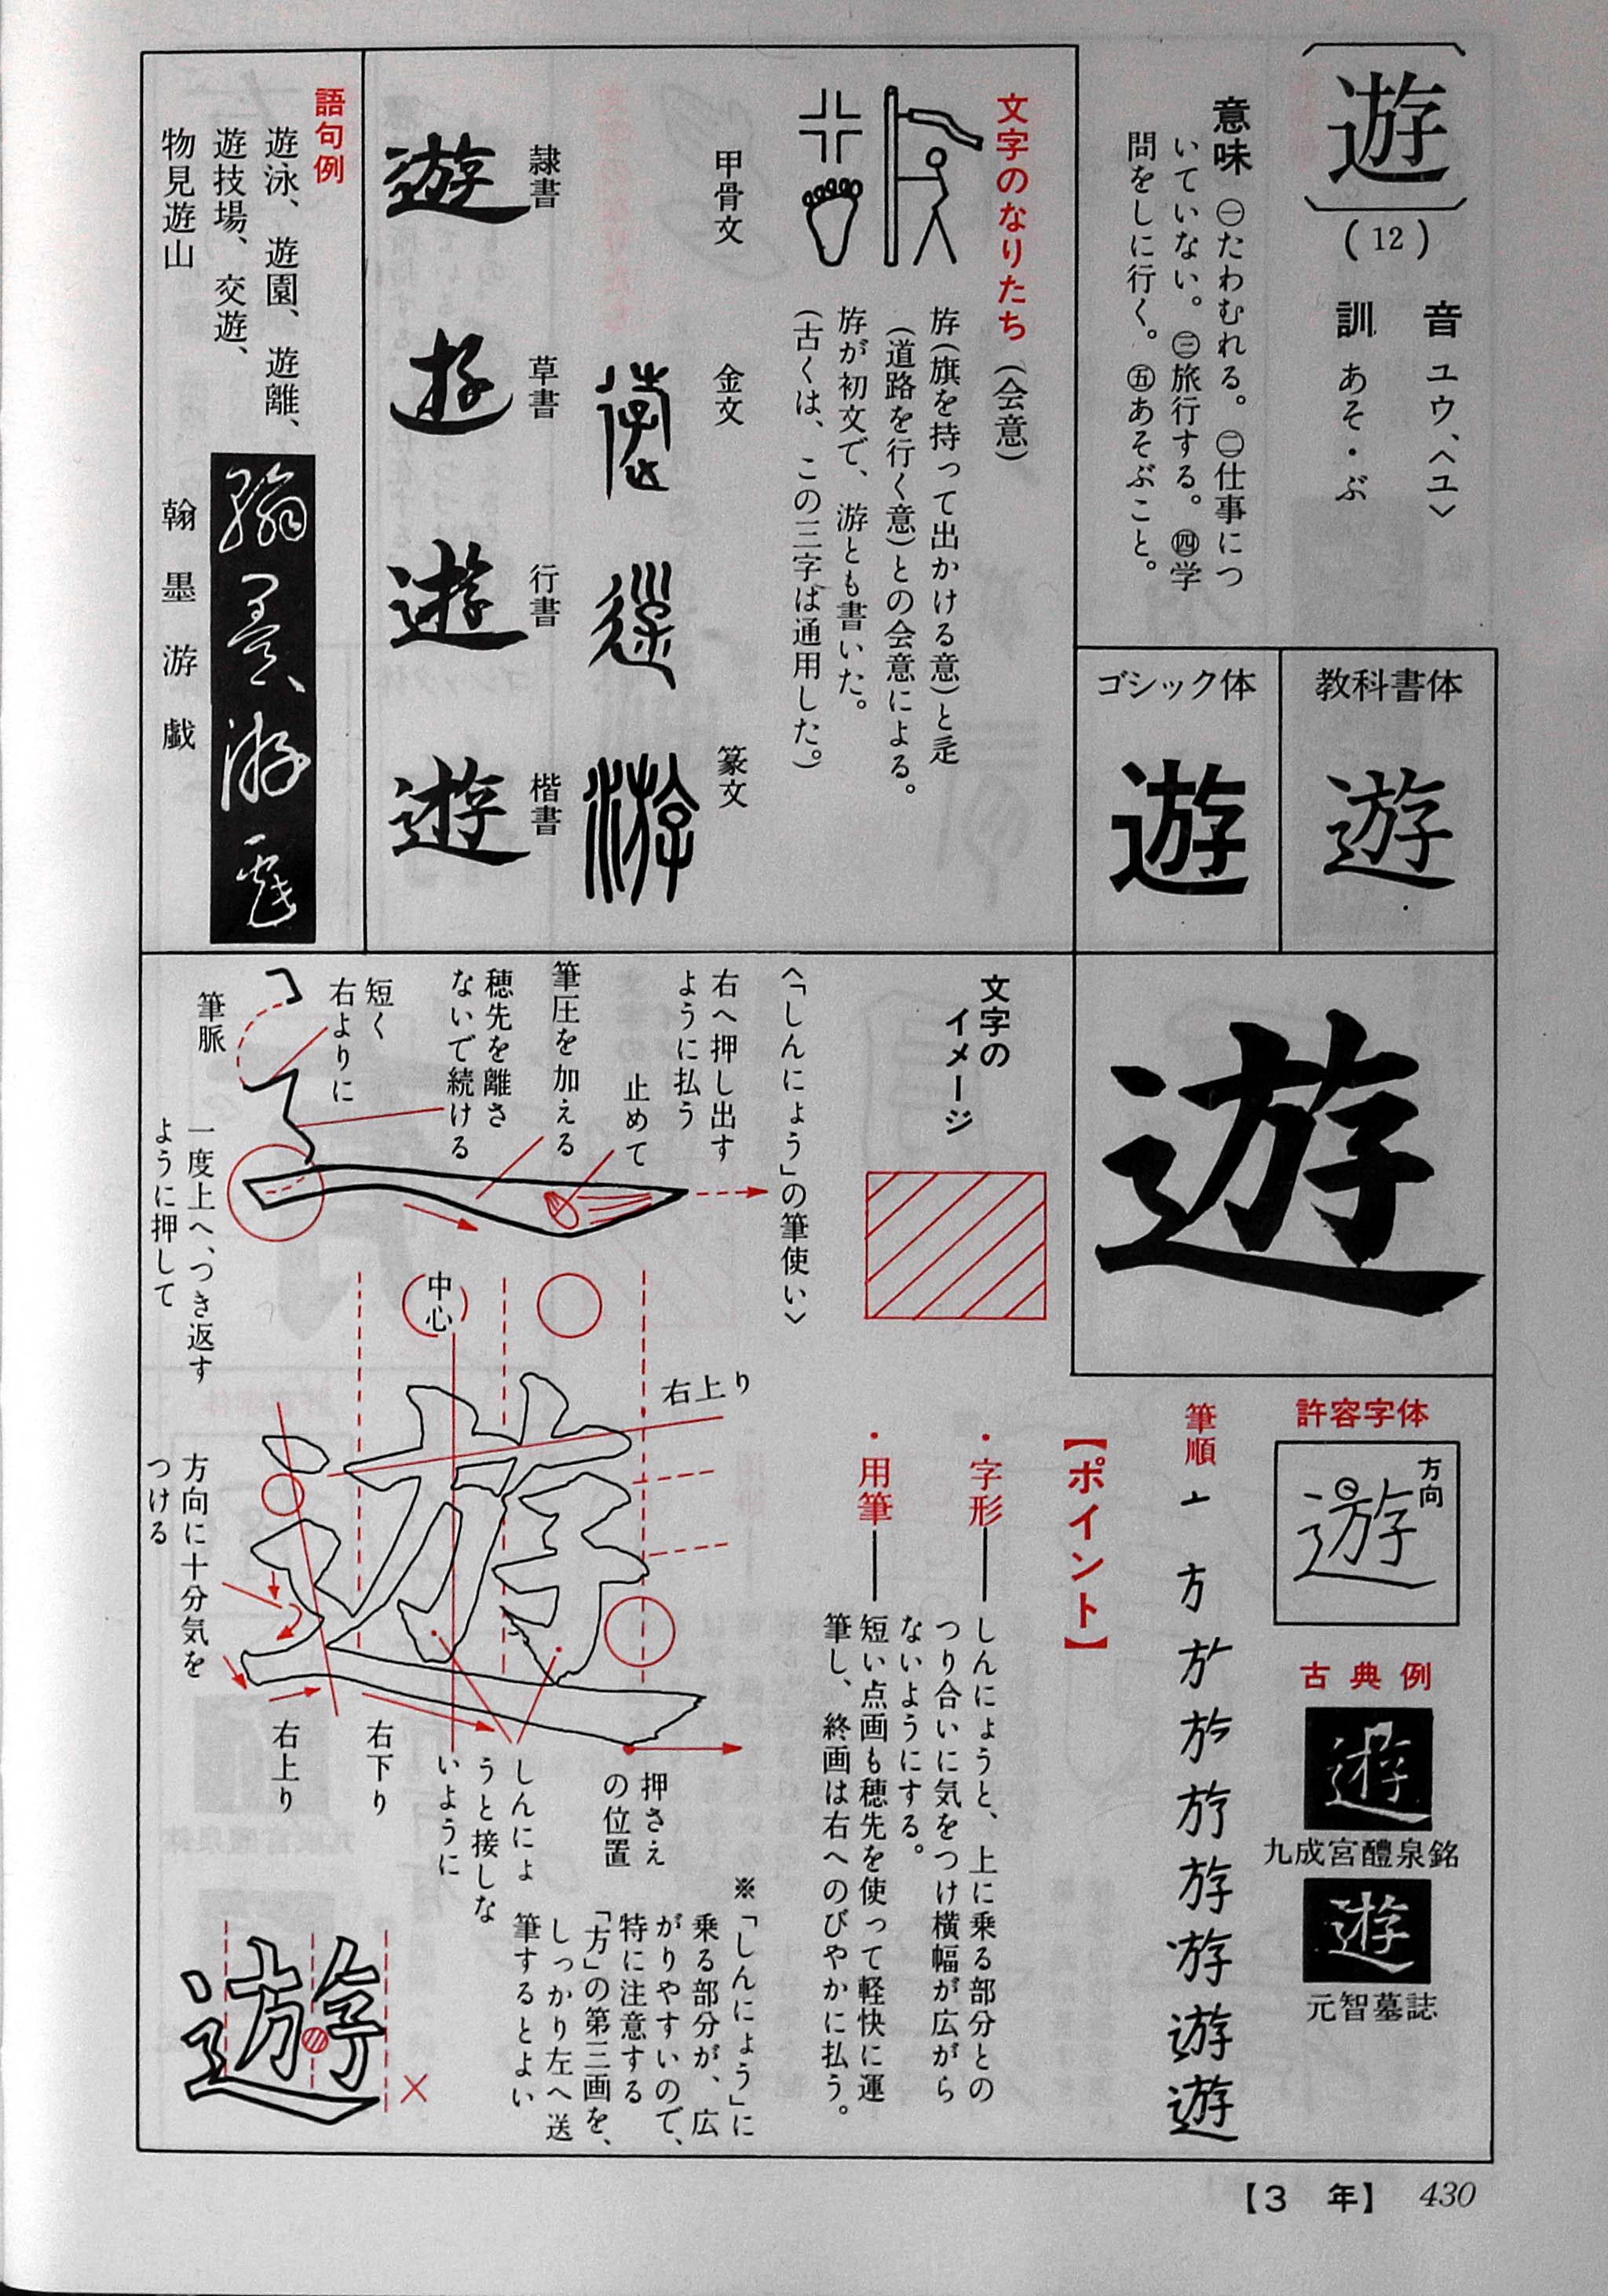 遊
(12)
音 ユウ、〈ユ〉
訓 あそ・ぶ
意味 ㊀たわむれる。㊁仕事につ
いていない。㊂旅行する。㊃学
問をしに行く。㊄あそぶこと。
教科書体
遊
ゴシック体
遊
文字のなりたち（会意）
斿（旗を持って出かける意）と辵
（道路を行く意）との会意による。
斿が初文で、游とも書いた。
（古くは、この三字は通用した。）
甲骨文
金文
篆文
隷書
遊
草書
遊
行書
遊
楷書
遊
語句例
遊泳、遊園、遊離、
遊技場、交遊、
物見遊山
翰墨游戯
翰墨游戯
遊
許容字体
方向
遊
古典例
遊
九成宮醴泉銘
遊
元智墓誌
筆順
遊
【ポイント】
・字形――しんにょうと、上に乗る部分との
つり合いに気をつけ横幅が広がら
ないようにする。
・用筆――短い点画も穂先を使って軽快に運
筆し、終画は右へのびやかに払う。
文字の
イメージ
〈「しんにょう」の筆使い〉
右へ押し出す
ように払う
止めて
筆圧を加える
穂先を離さ
ないで続ける
短く
右よりに
筆脈
一度上へ、つき返す
ように押して
中心
右上り
方向に十分気を
つける
右上り
右下り
しんにょ
うと接しな
いように
押さえ
の位置
※「しんにょう」に
乗る部分が、広
がりやすいので、
特に注意する
「方」の第三画を、
しっかり左へ送
筆するとよい
遊
×
【3 年】 430